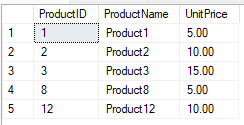 ProductID ProductName UnitPrice
1 1 Product1 5.00
2 2 Product2 10.00
3 3 Product3 15.00
4 8 Product8 5.00
5 12 Product12 10.00